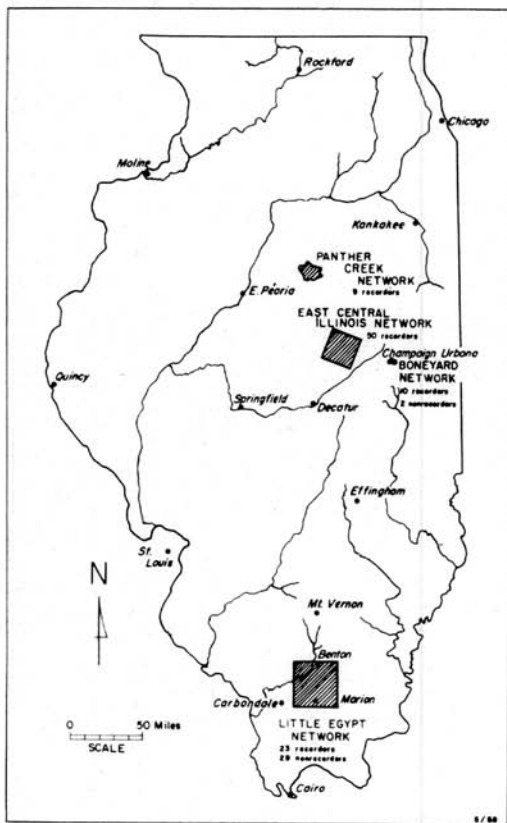 Rockford
Chicago
Moline
Kankakee
PANTHER
CREEK
NETWORK
9 recorders
E. Peoria
EAST CENTRAL
ILLINOIS NETWORK
50 recorders
Champaign Urbana
BONEYARD
NETWORK
10 recorders
2 nonrecorders
Quincy
Springfield
Decatur
Effingham
St.
Louis
N
Mt. Vernon
Benton
Carbondale
Marion
0 50 Miles
SCALE
LITTLE EGYPT
NETWORK
23 recorders
29 nonrecorders
Cairo